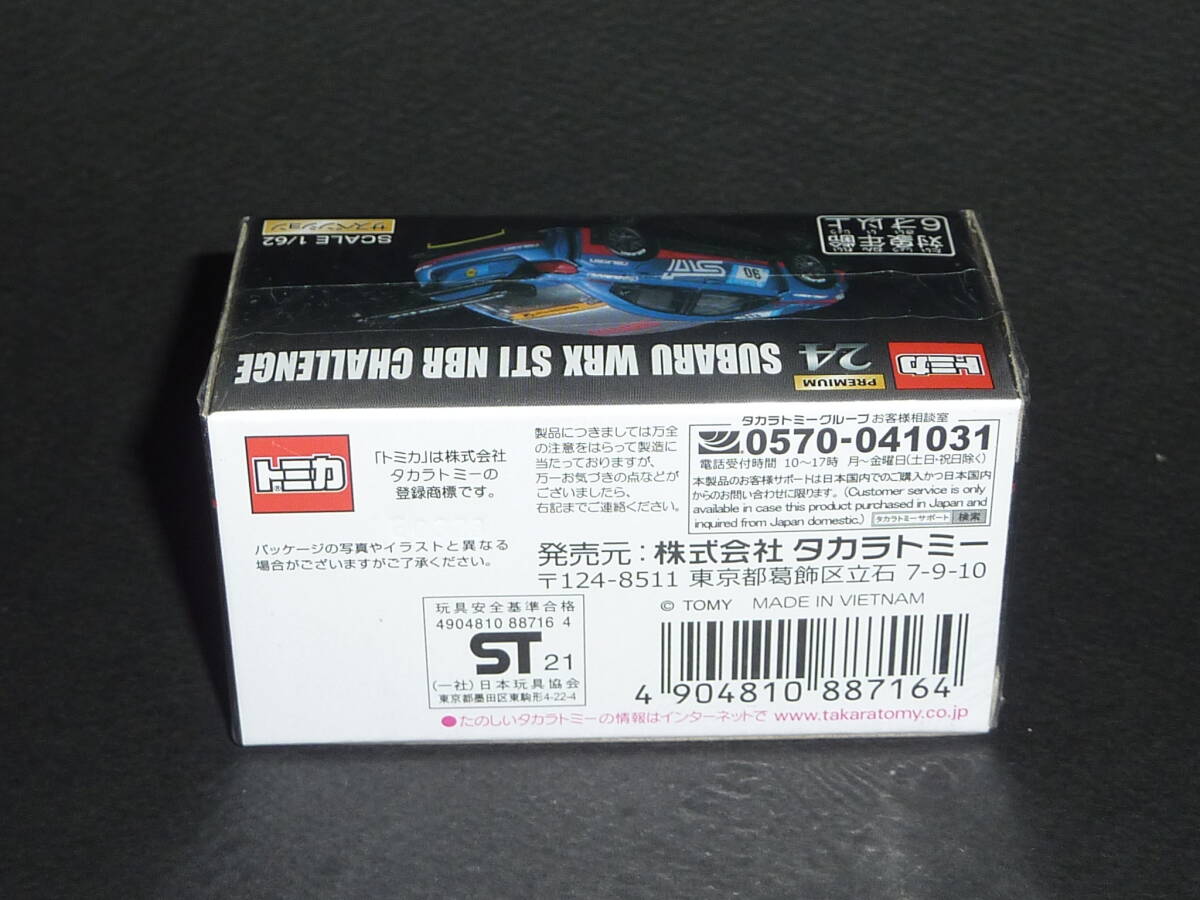 サスペンション
SCALE 1/62
対象年齢
6才以上
STI
90
トミカ
PREMIUM
24
SUBARU WRX STI NBR CHALLENGE
トミカ
「トミカ」は株式会社
タカラトミーの
登録商標です。
製品につきましては万全
の注意をはらって製造に
当たっておりますが、
万一お気づきの点などが
ございましたら、
右記までご連絡ください。
タカラトミーグループ お客様相談室
0570-041031
電話受付時間 10〜17時 月〜金曜日(土日・祝日除く)
本製品のお客様サポートは日本国内でのご購入かつ日本国内
からのお問い合わせに限ります。(Customer service is only
available in case this product purchased in Japan and
inquired from Japan domestic.) タカラトミーサポート 検索
パッケージの写真やイラストと異なる
場合がございますがご了承ください。
発売元:株式会社 タカラトミー
〒124-8511 東京都葛飾区立石 7-9-10
© TOMY MADE IN VIETNAM
玩具安全基準合格
4904810 88716 4
ST 21
(一社)日本玩具協会
東京都墨田区東駒形4-22-4
4 904810 887164
●たのしいタカラトミーの情報はインターネットで www.takaratomy.co.jp